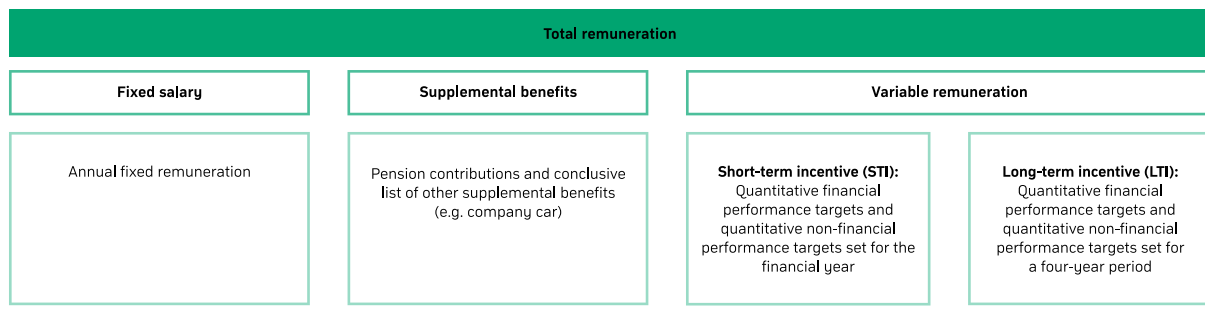 Total remuneration
Fixed salary
Supplemental benefits
Variable remuneration
Annual fixed remuneration
Pension contributions and conclusive
list of other supplemental benefits
(e.g. company car)
Short-term incentive (STI):
Quantitative financial
performance targets and
quantitative non-financial
performance targets set for the
financial year
Long-term incentive (LTI):
Quantitative financial
performance targets and
quantitative non-financial
performance targets set for
a four-year period